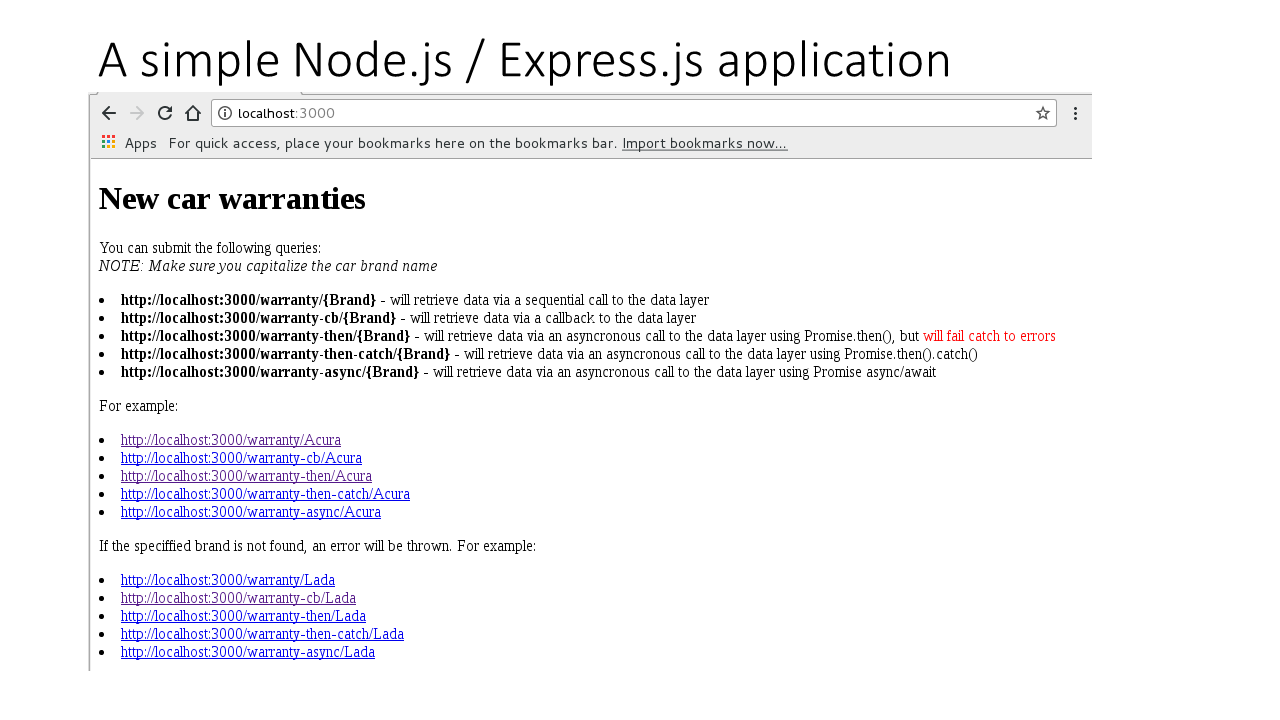 A simple Node.js / Express.js application
localhost:3000
Apps For quick access, place your bookmarks here on the bookmarks bar. Import bookmarks now...
New car warranties
You can submit the following queries:
NOTE: Make sure you capitalize the car brand name
• http://localhost:3000/warranty/{Brand} - will retrieve data via a sequential call to the data layer
• http://localhost:3000/warranty-cb/{Brand} - will retrieve data via a callback to the data layer
• http://localhost:3000/warranty-then/{Brand} - will retrieve data via an asyncronous call to the data layer using Promise.then(), but will fail catch to errors
• http://localhost:3000/warranty-then-catch/{Brand} - will retrieve data via an asyncronous call to the data layer using Promise.then().catch()
• http://localhost:3000/warranty-async/{Brand} - will retrieve data via an asyncronous call to the data layer using Promise async/await
For example:
• http://localhost:3000/warranty/Acura
• http://localhost:3000/warranty-cb/Acura
• http://localhost:3000/warranty-then/Acura
• http://localhost:3000/warranty-then-catch/Acura
• http://localhost:3000/warranty-async/Acura
If the speciffied brand is not found, an error will be thrown. For example:
• http://localhost:3000/warranty/Lada
• http://localhost:3000/warranty-cb/Lada
• http://localhost:3000/warranty-then/Lada
• http://localhost:3000/warranty-then-catch/Lada
• http://localhost:3000/warranty-async/Lada